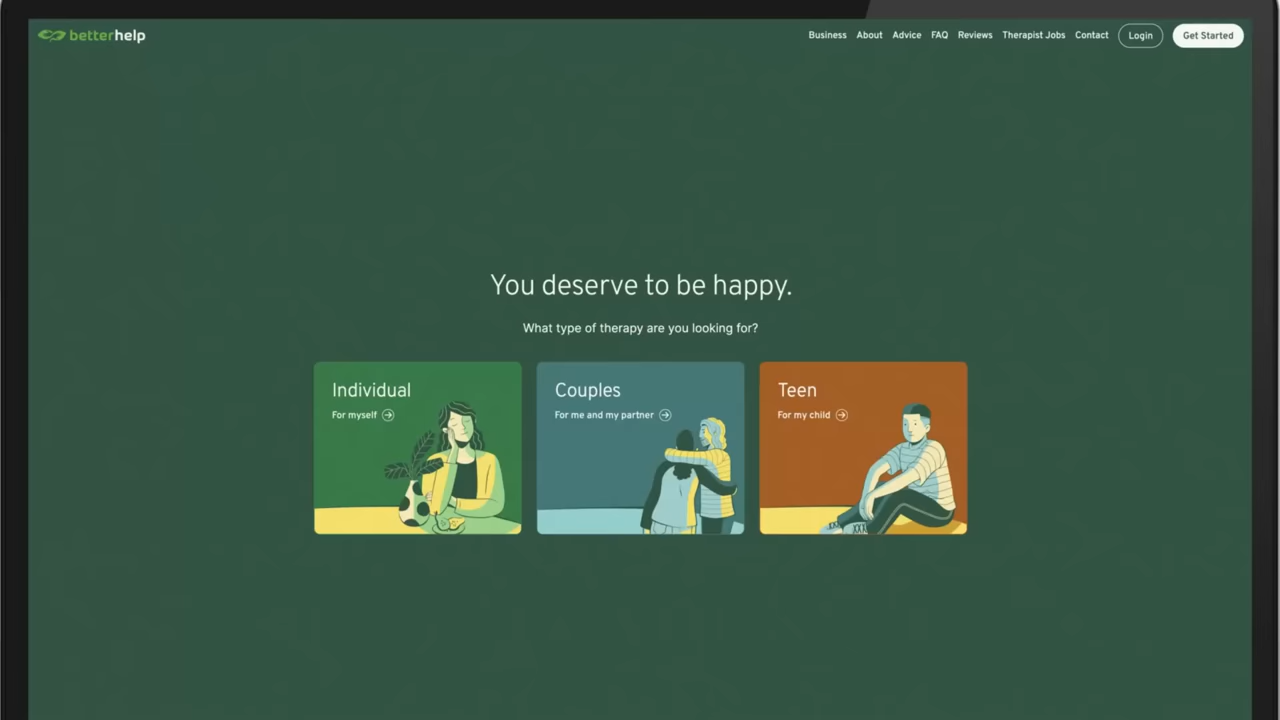 betterhelp
Business About Advice FAQ Reviews Therapist Jobs Contact Login Get Started
You deserve to be happy.
What type of therapy are you looking for?
Individual
For myself
Couples
For me and my partner
Teen
For my child